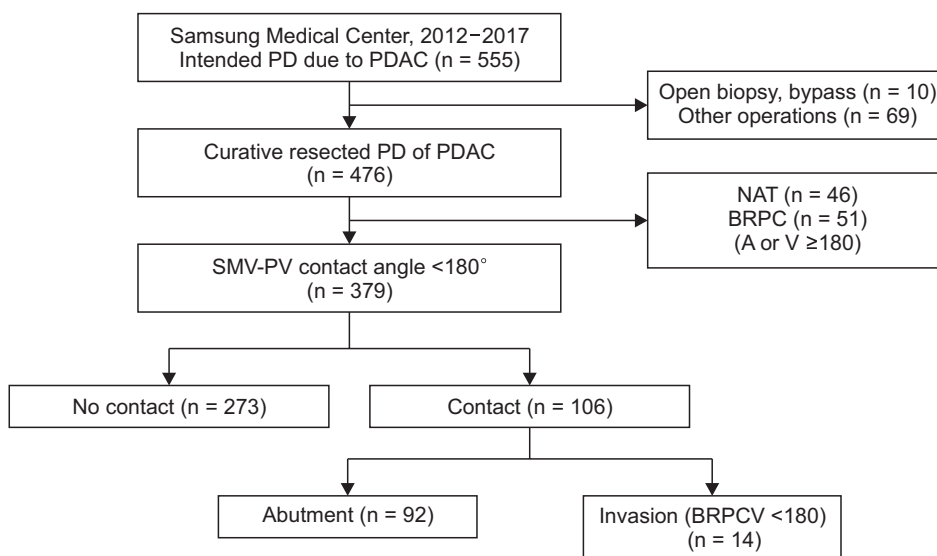 Samsung Medical Center, 2012−2017
Intended PD due to PDAC (n = 555)
Open biopsy, bypass (n = 10)
Other operations (n = 69)
Curative resected PD of PDAC
(n = 476)
NAT (n = 46)
BRPC (n = 51)
(A or V ≥180)
SMV-PV contact angle <180°
(n = 379)
No contact (n = 273)
Contact (n = 106)
Abutment (n = 92)
Invasion (BRPCV <180)
(n = 14)